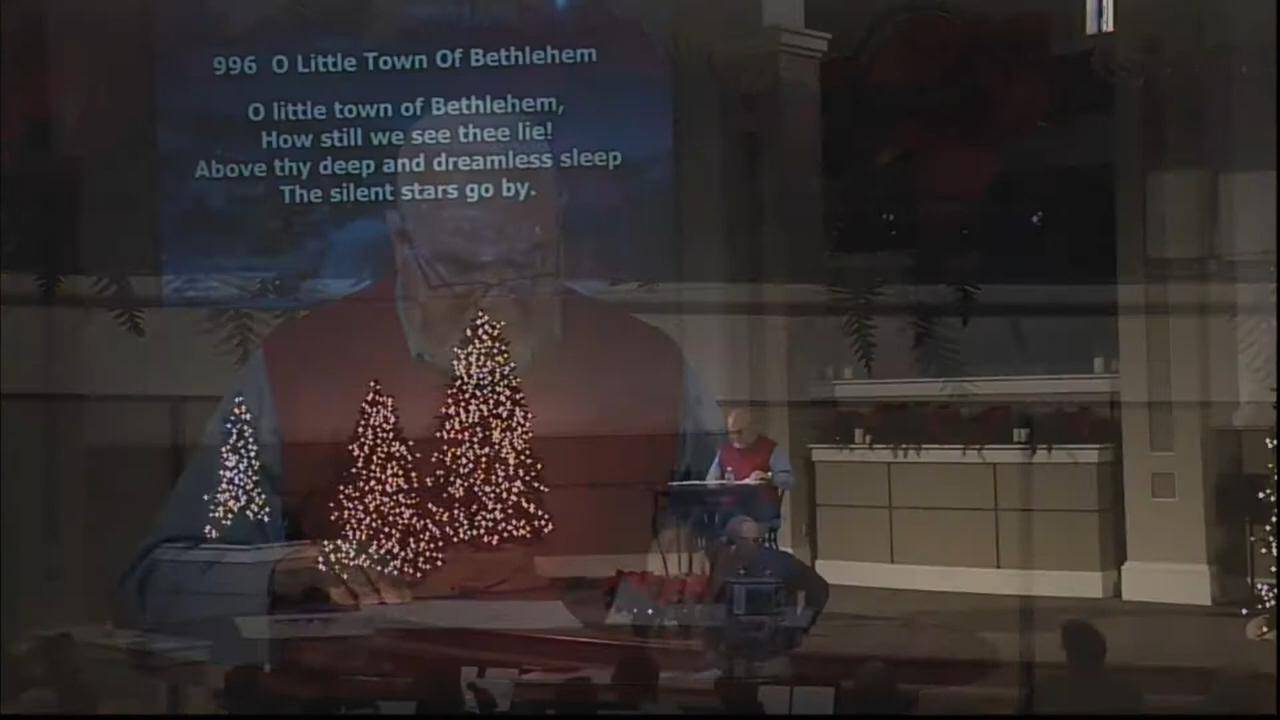 996 O Little Town Of Bethlehem
O little town of Bethlehem,
How still we see thee lie!
Above thy deep and dreamless sleep
The silent stars go by.